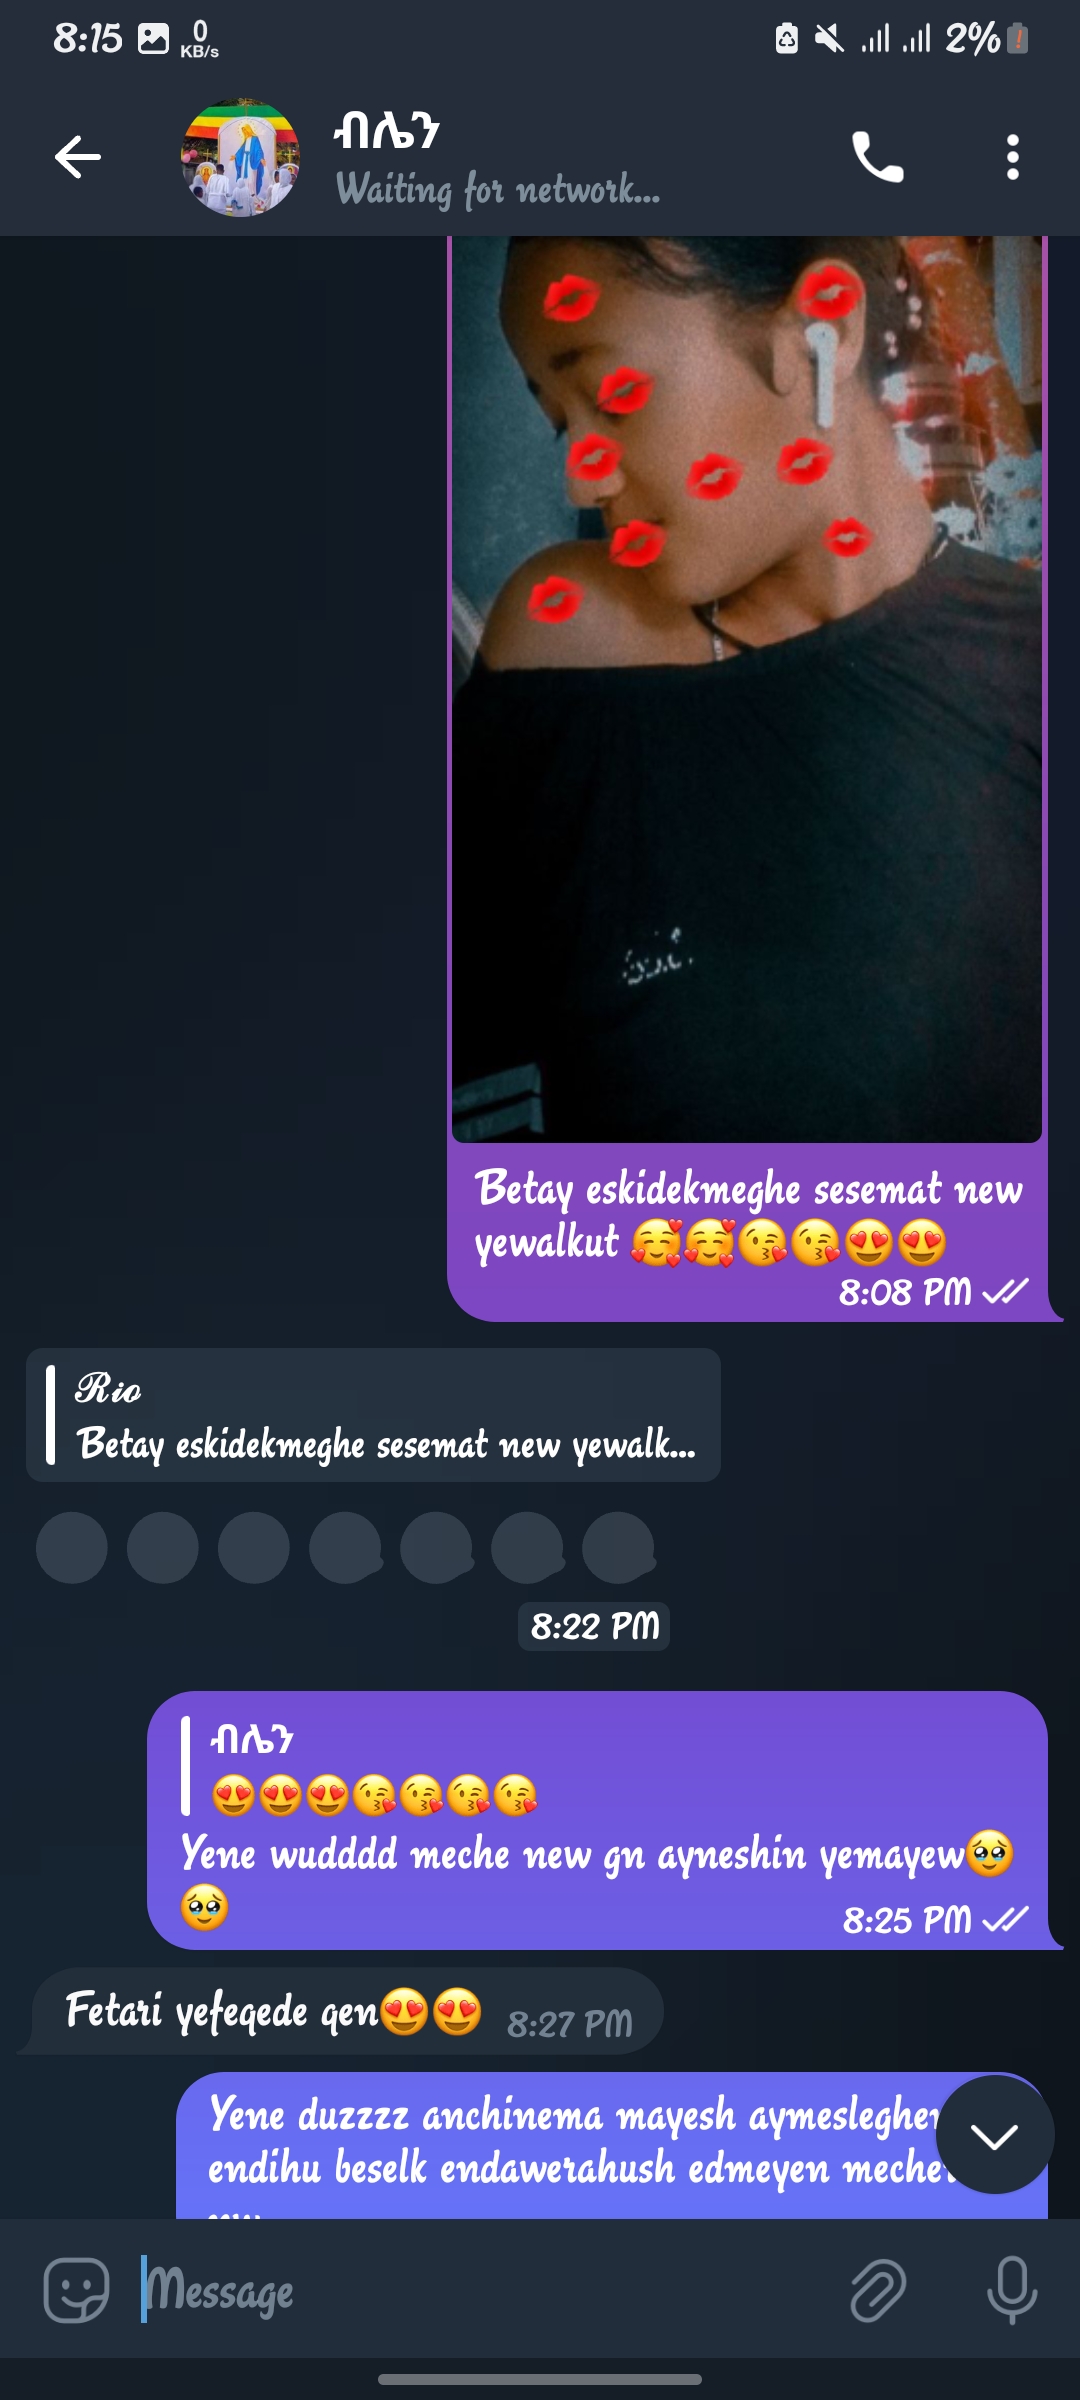 8:15
0
KB/s
2%
ብሌን
Waiting for network...
Betay eskidekmeghe sesemat new
yewalkut 🥰🥰😘😘😍😍
8:08 PM
Rio
Betay eskidekmeghe sesemat new yewalk...
8:22 PM
ብሌን
😍😍😍😘😘😘😘
Yene wudddd meche new gn ayneshin yemayew🥹
🥹
8:25 PM
Fetari yefeqede qen😍😍
8:27 PM
Yene duzzzz anchinema mayesh
endihu beselk endawerahush edmeyen
Message